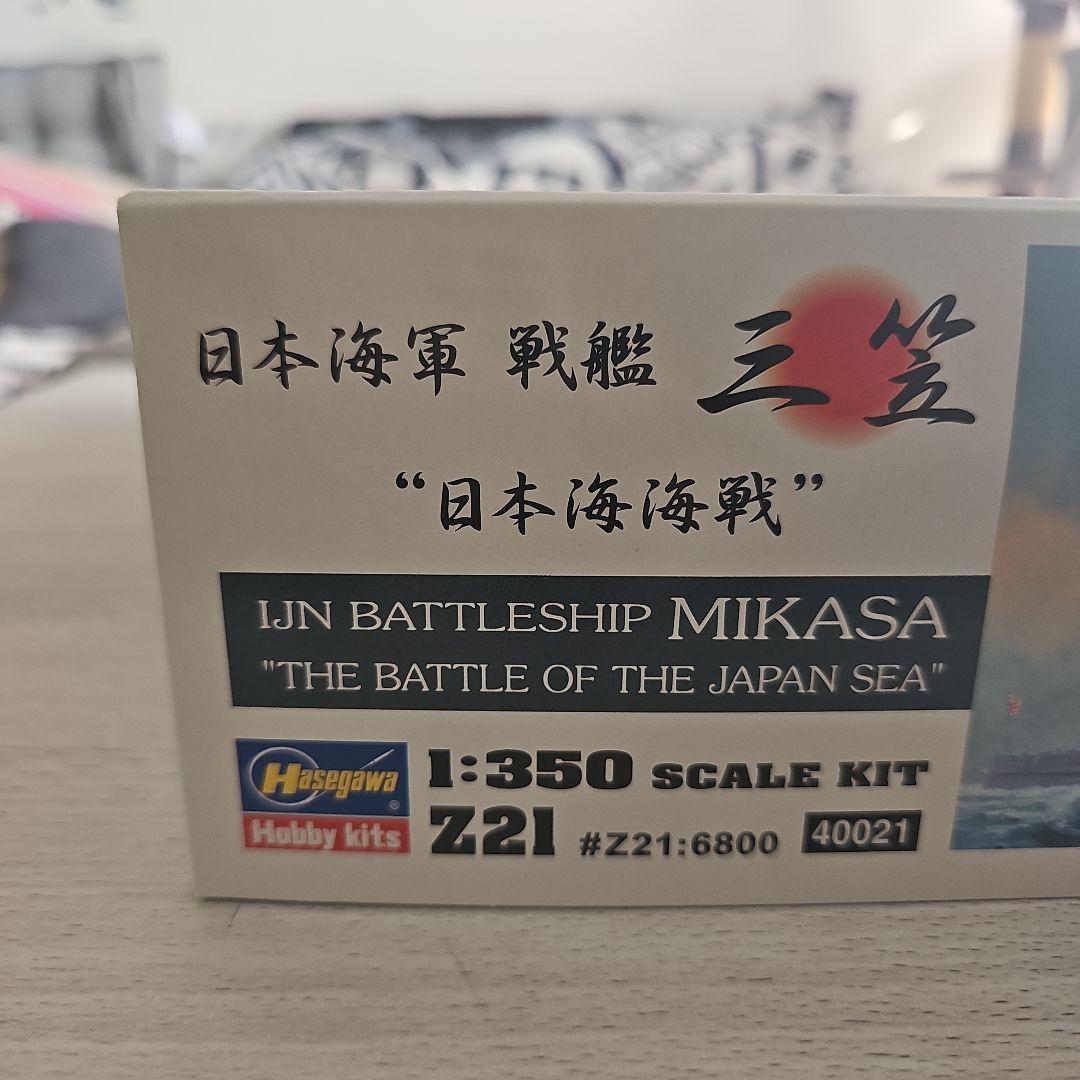 日本海軍 戦艦 三笠
“日本海海戦”
IJN BATTLESHIP MIKASA
"THE BATTLE OF THE JAPAN SEA"
Hasegawa®
Hobby kits
1:350 SCALE KIT
Z21 #Z21:6800 40021